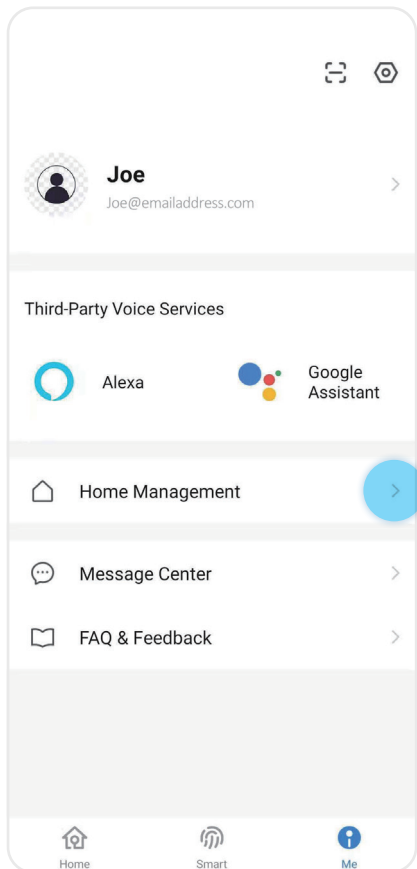 Joe
Joe@emailaddress.com
Third-Party Voice Services
Alexa
Google
Assistant
Home Management
Message Center
FAQ & Feedback
Home
Smart
Me